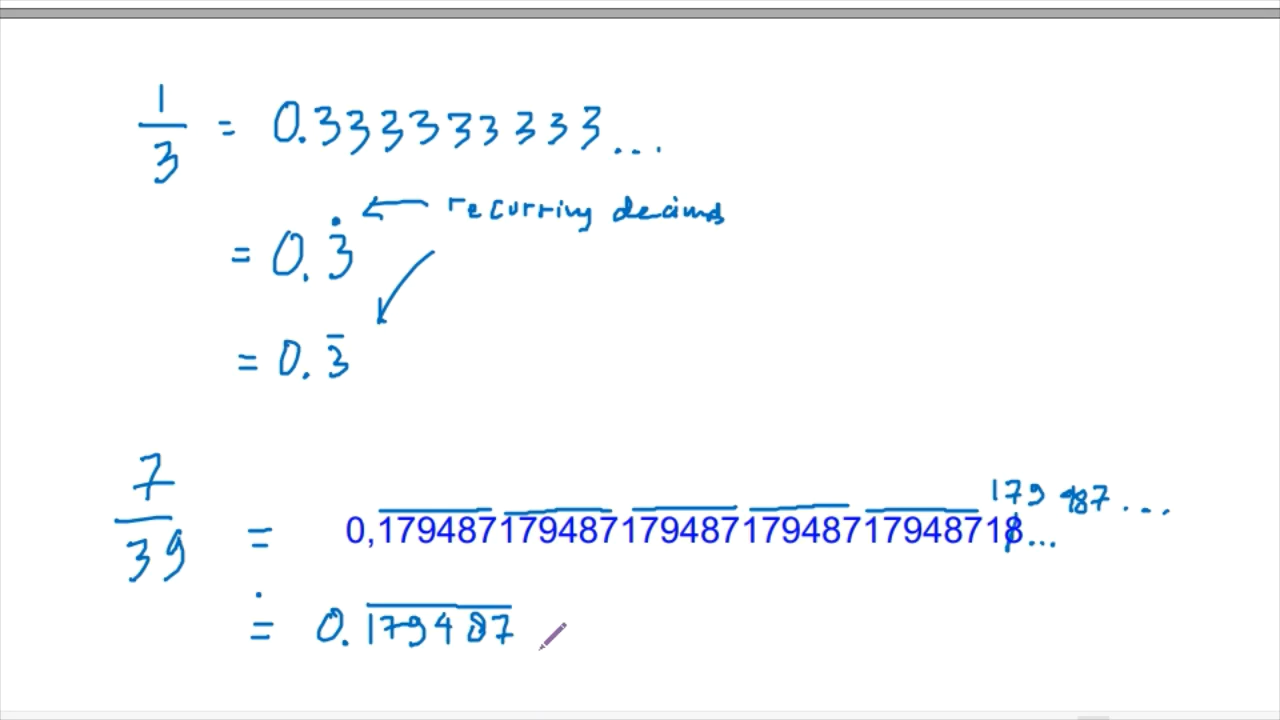 1/3 = 0.333333333...
← recurring decimal
= 0.3̇
= 0.3̄
179 487...
7/39 = 0,17948717948717948717948717948718...
= 0.1̅7̅9̅4̅8̅7̅